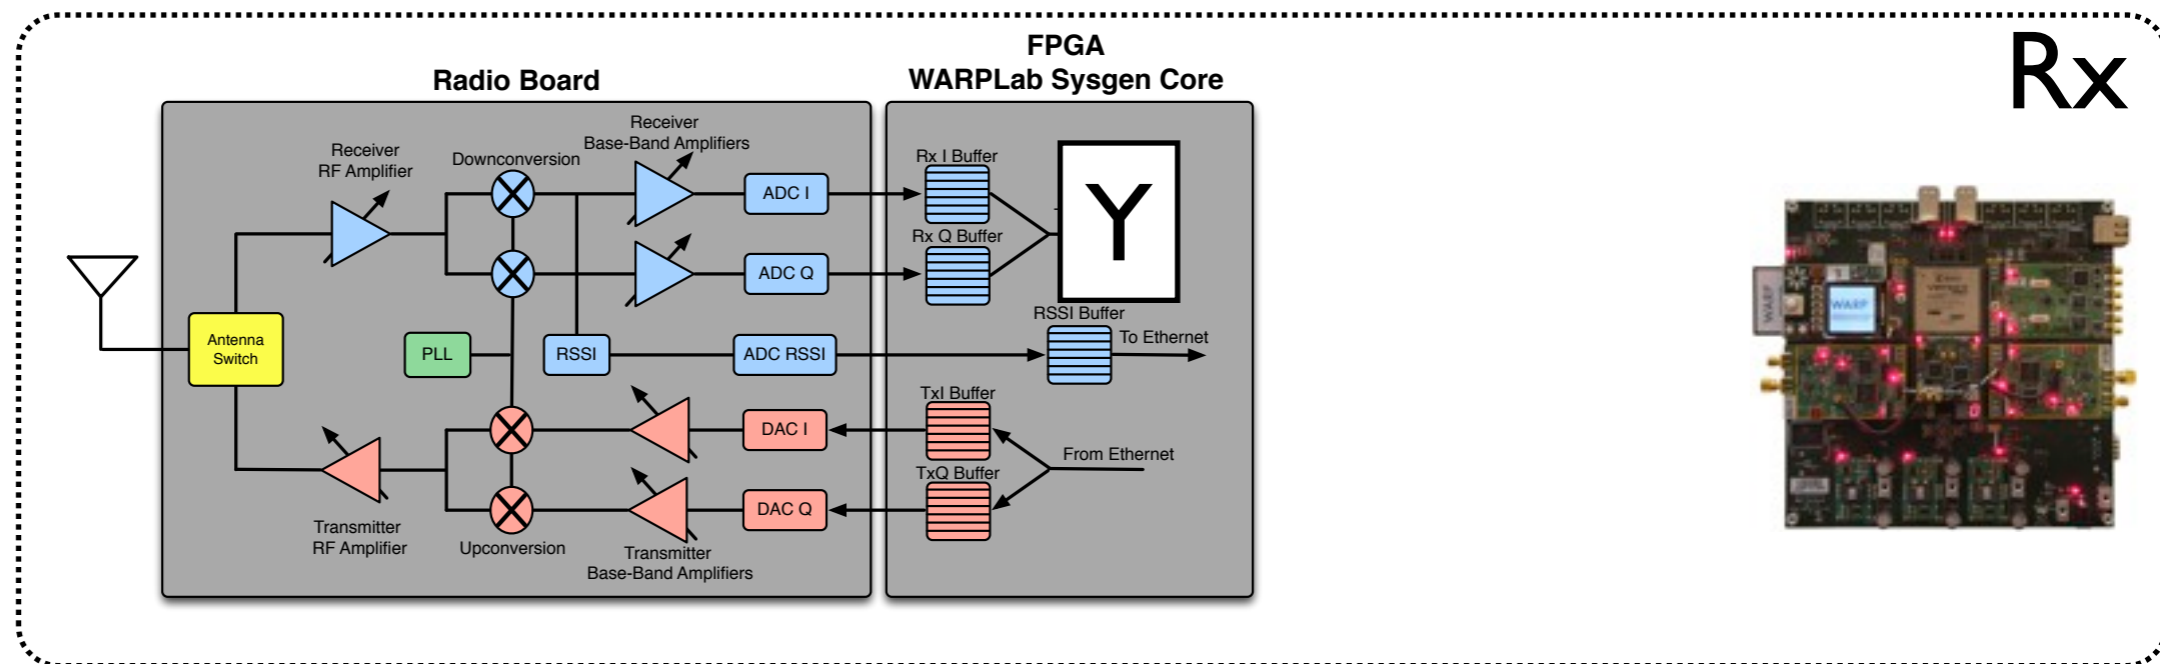 FPGA
Radio Board
WARPLab Sysgen Core
Rx
Receiver
RF Amplifier
Downconversion
Receiver
Base-Band Amplifiers
ADC I
Rx I Buffer
Y
Rx Q Buffer
ADC Q
Antenna
Switch
PLL
RSSI
ADC RSSI
RSSI Buffer
To Ethernet
TxI Buffer
DAC I
From Ethernet
TxQ Buffer
DAC Q
Transmitter
RF Amplifier
Upconversion
Transmitter
Base-Band Amplifiers
WARP
WARP